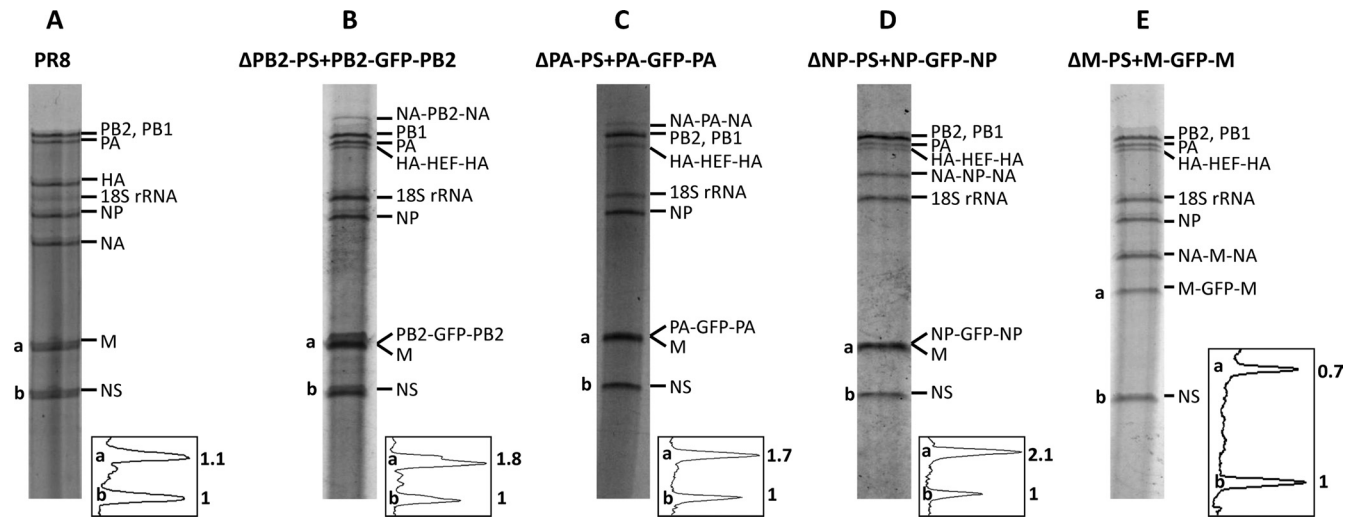 A
PR8
PB2, PB1
PA
HA
18S rRNA
NP
NA
a
M
b
NS
a
1.1
b
1
B
ΔPB2-PS+PB2-GFP-PB2
NA-PB2-NA
PB1
PA
HA-HEF-HA
18S rRNA
NP
a
PB2-GFP-PB2
M
b
NS
a
1.8
b
1
C
ΔPA-PS+PA-GFP-PA
NA-PA-NA
PB2, PB1
HA-HEF-HA
18S rRNA
NP
a
PA-GFP-PA
M
b
NS
a
1.7
b
1
D
ΔNP-PS+NP-GFP-NP
PB2, PB1
PA
HA-HEF-HA
NA-NP-NA
18S rRNA
a
NP-GFP-NP
M
b
NS
a
2.1
b
1
E
ΔM-PS+M-GFP-M
PB2, PB1
PA
HA-HEF-HA
18S rRNA
NP
NA-M-NA
a
M-GFP-M
b
NS
a
0.7
b
1